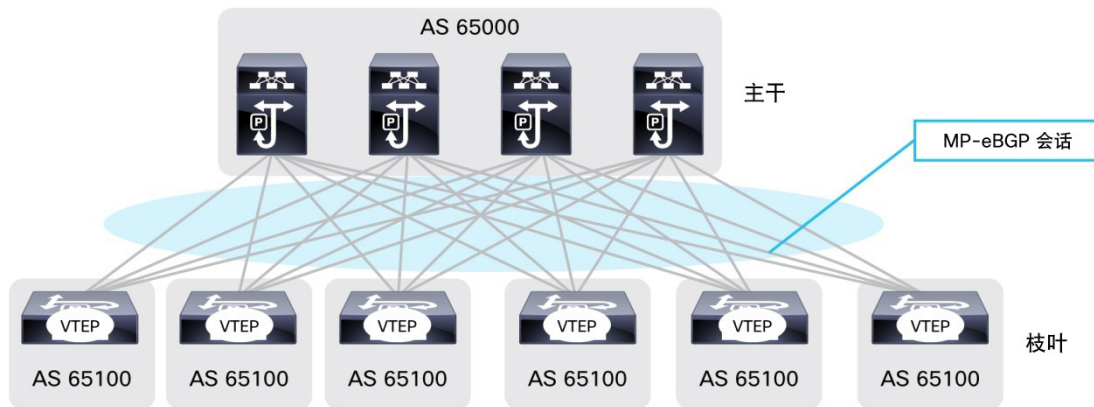 AS 65000
P
P
P
P
主干
MP-eBGP 会话
VTEP
VTEP
VTEP
VTEP
VTEP
VTEP
枝叶
AS 65100
AS 65100
AS 65100
AS 65100
AS 65100
AS 65100